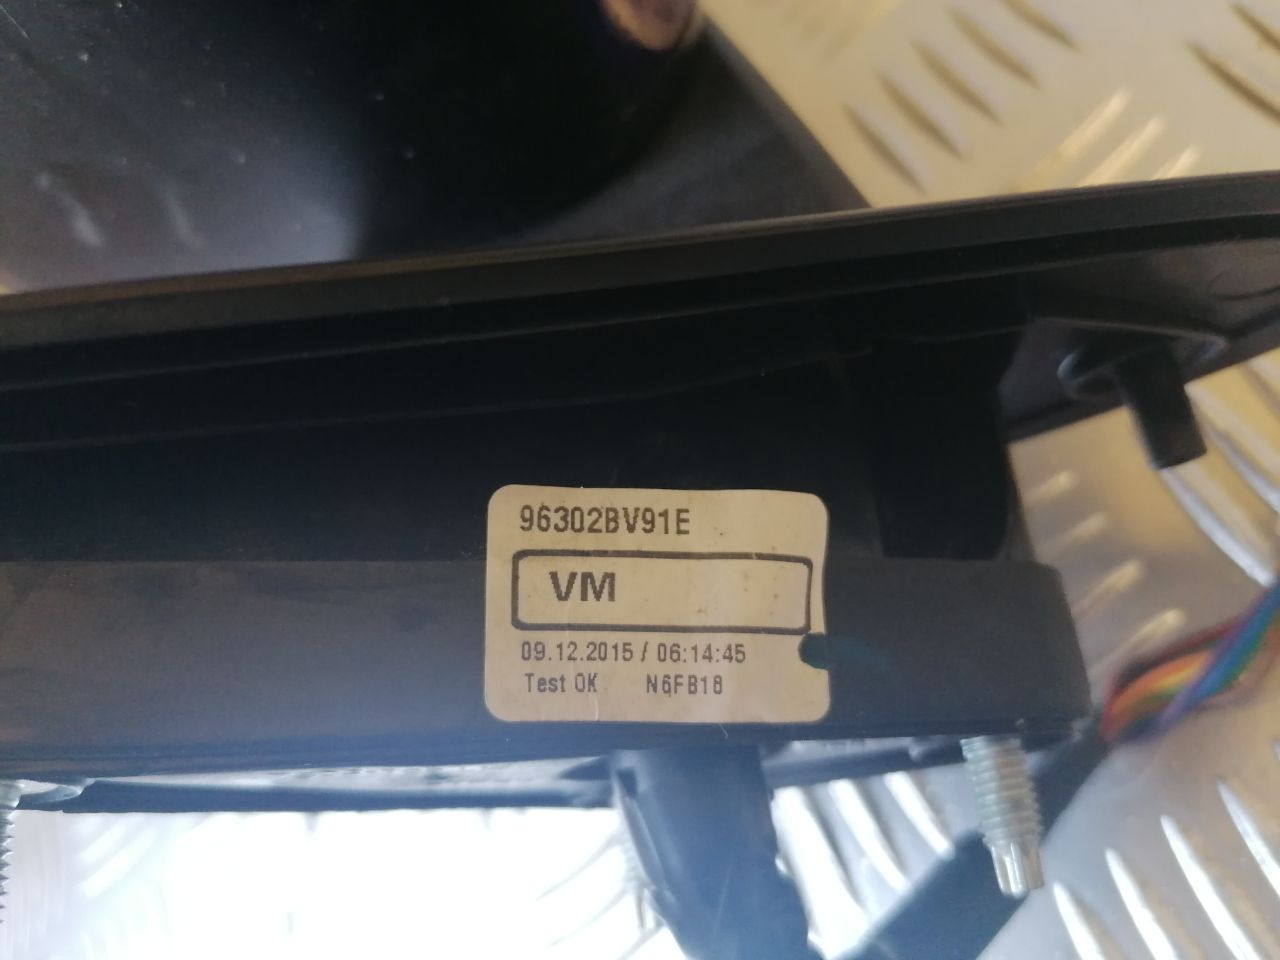 96302BV91E
VM
09.12.2015 / 06:14:45
Test OK N6FB18